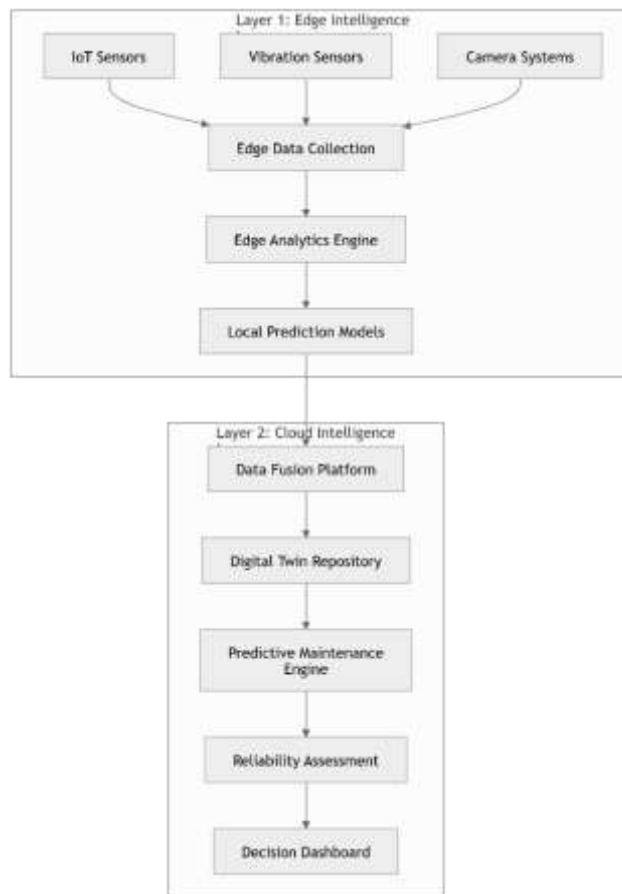 Layer 1: Edge Intelligence
IoT Sensors
Vibration Sensors
Camera Systems
Edge Data Collection
Edge Analytics Engine
Local Prediction Models
Layer 2: Cloud Intelligence
Data Fusion Platform
Digital Twin Repository
Predictive Maintenance
Engine
Reliability Assessment
Decision Dashboard